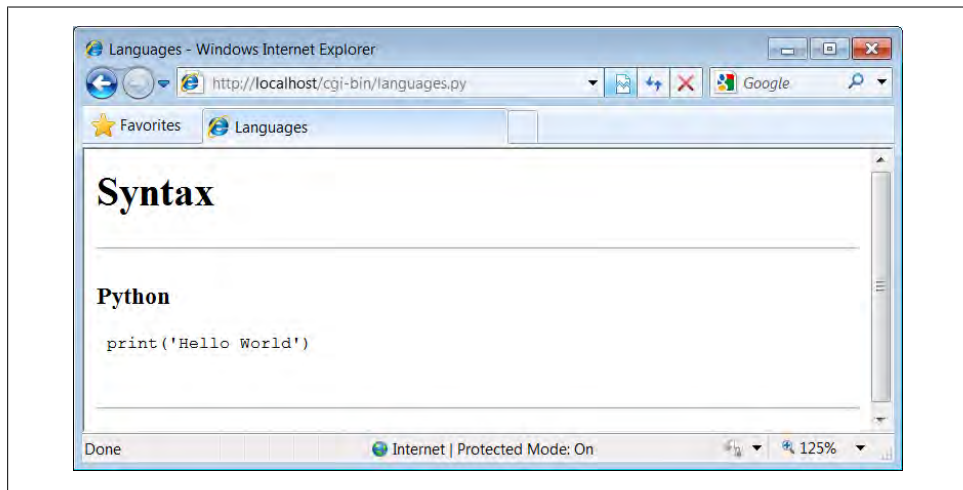 Languages - Windows Internet Explorer
http://localhost/cgi-bin/languages.py
Google
Favorites
Languages
Syntax
Python
print('Hello World')
Done
Internet | Protected Mode: On
125%